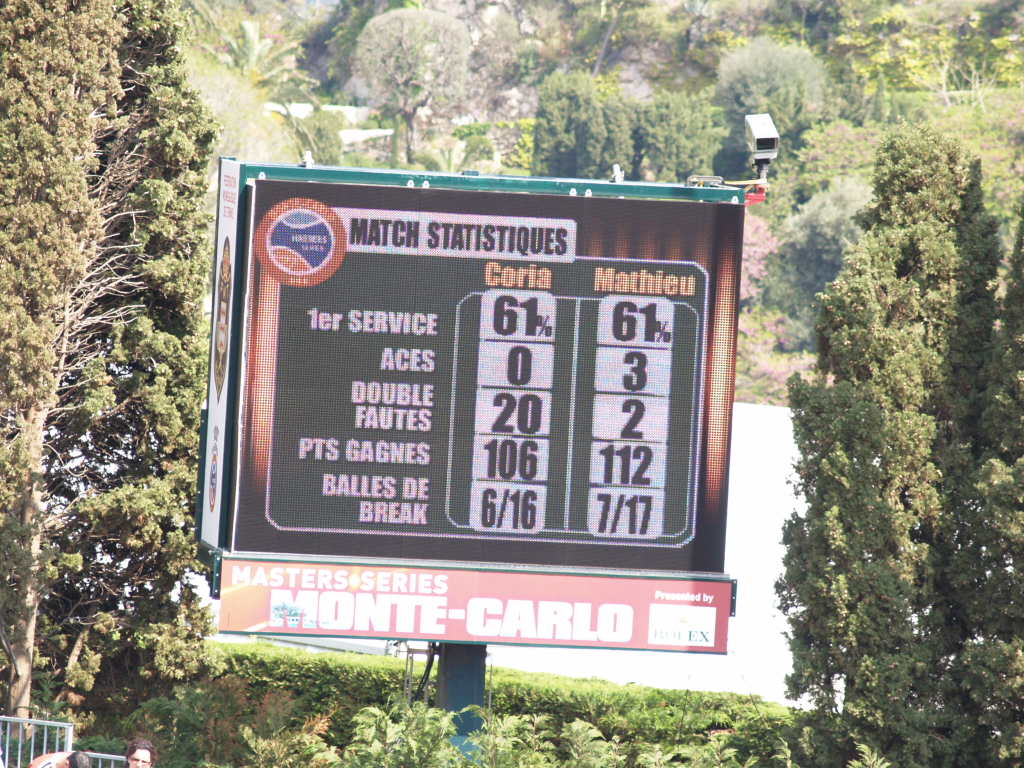 MATCH STATISTIQUES
Coria Mathieu
1er SERVICE 61% 61%
ACES 0 3
DOUBLE FAUTES 20 2
PTS GAGNES 106 112
BALLES DE BREAK 6/16 7/17
MASTERS SERIES
MONTE-CARLO
Presented by
ROLEX